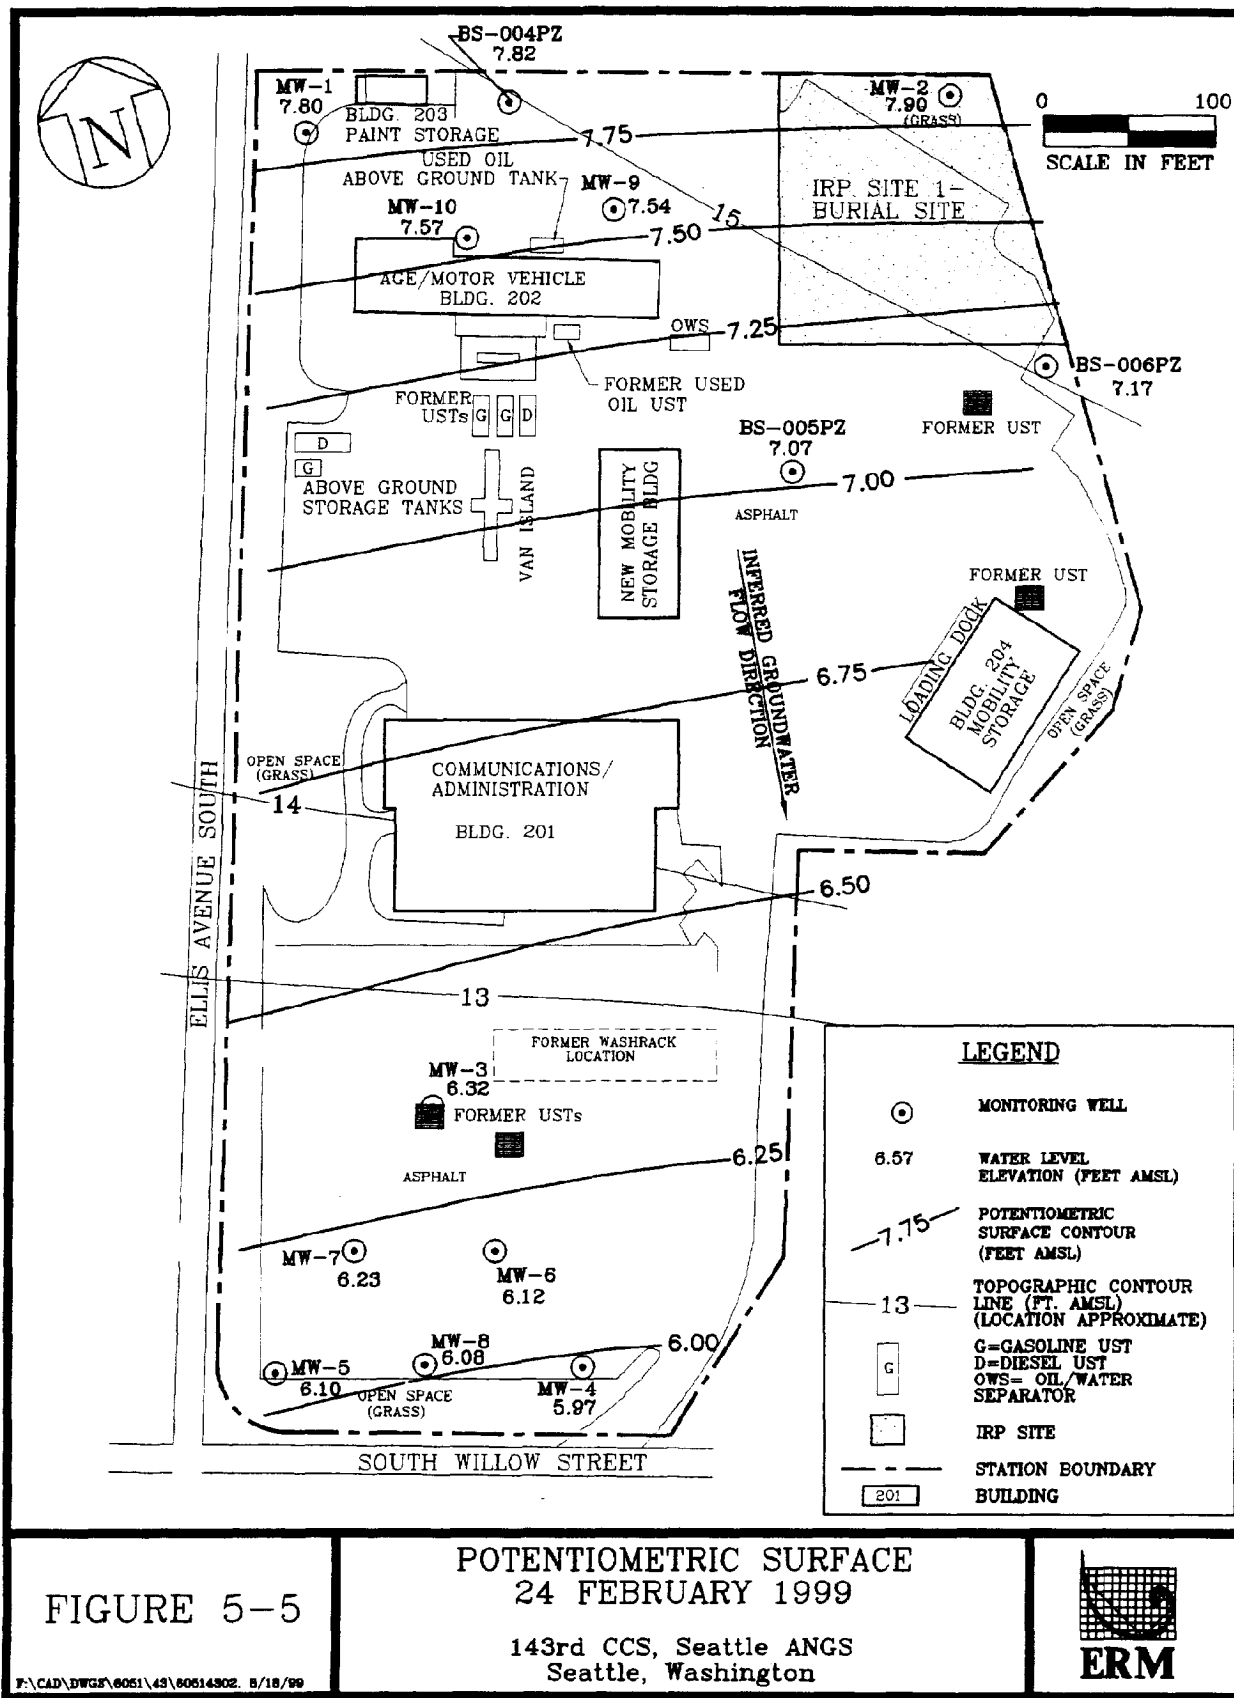 BS-004PZ
7.82
N
MW-1
7.80
BLDG. 203
PAINT STORAGE
MW-2
7.90
(GRASS)
0 100
SCALE IN FEET
7.75
USED OIL
ABOVE GROUND TANK
MW-9
7.54
IRP SITE 1-
BURIAL SITE
MW-10
7.57
15
7.50
AGE/MOTOR VEHICLE
BLDG. 202
OWS
7.25
FORMER USED
OIL UST
BS-006PZ
7.17
FORMER
USTs
G
G
D
FORMER UST
D
G
ABOVE GROUND
STORAGE TANKS
VAN ISLAND
NEW MOBILITY
STORAGE BLDG
BS-005PZ
7.07
7.00
ASPHALT
INFERRED GROUNDWATER
FLOW DIRECTION
FORMER UST
LOADING DOCK
BLDG. 204
MOBILITY
STORAGE
OPEN SPACE
(GRASS)
6.75
OPEN SPACE
(GRASS)
14
COMMUNICATIONS/
ADMINISTRATION
BLDG. 201
6.50
ELLIS AVENUE SOUTH
13
FORMER WASHRACK
LOCATION
MW-3
6.32
FORMER USTs
ASPHALT
6.25
MW-7
6.23
MW-6
6.12
MW-8
6.08
6.00
MW-5
6.10
OPEN SPACE
(GRASS)
MW-4
5.97
SOUTH WILLOW STREET
LEGEND
MONITORING WELL
6.57
WATER LEVEL
ELEVATION (FEET AMSL)
7.75
POTENTIOMETRIC
SURFACE CONTOUR
(FEET AMSL)
13
TOPOGRAPHIC CONTOUR
LINE (FT. AMSL)
(LOCATION APPROXIMATE)
G
G=GASOLINE UST
D=DIESEL UST
OWS= OIL/WATER
SEPARATOR
IRP SITE
STATION BOUNDARY
201
BUILDING
FIGURE 5-5
F:\CAD\DWGS\6051\43\60514302. 5/18/99
POTENTIOMETRIC SURFACE
24 FEBRUARY 1999
143rd CCS, Seattle ANGS
Seattle, Washington
ERM